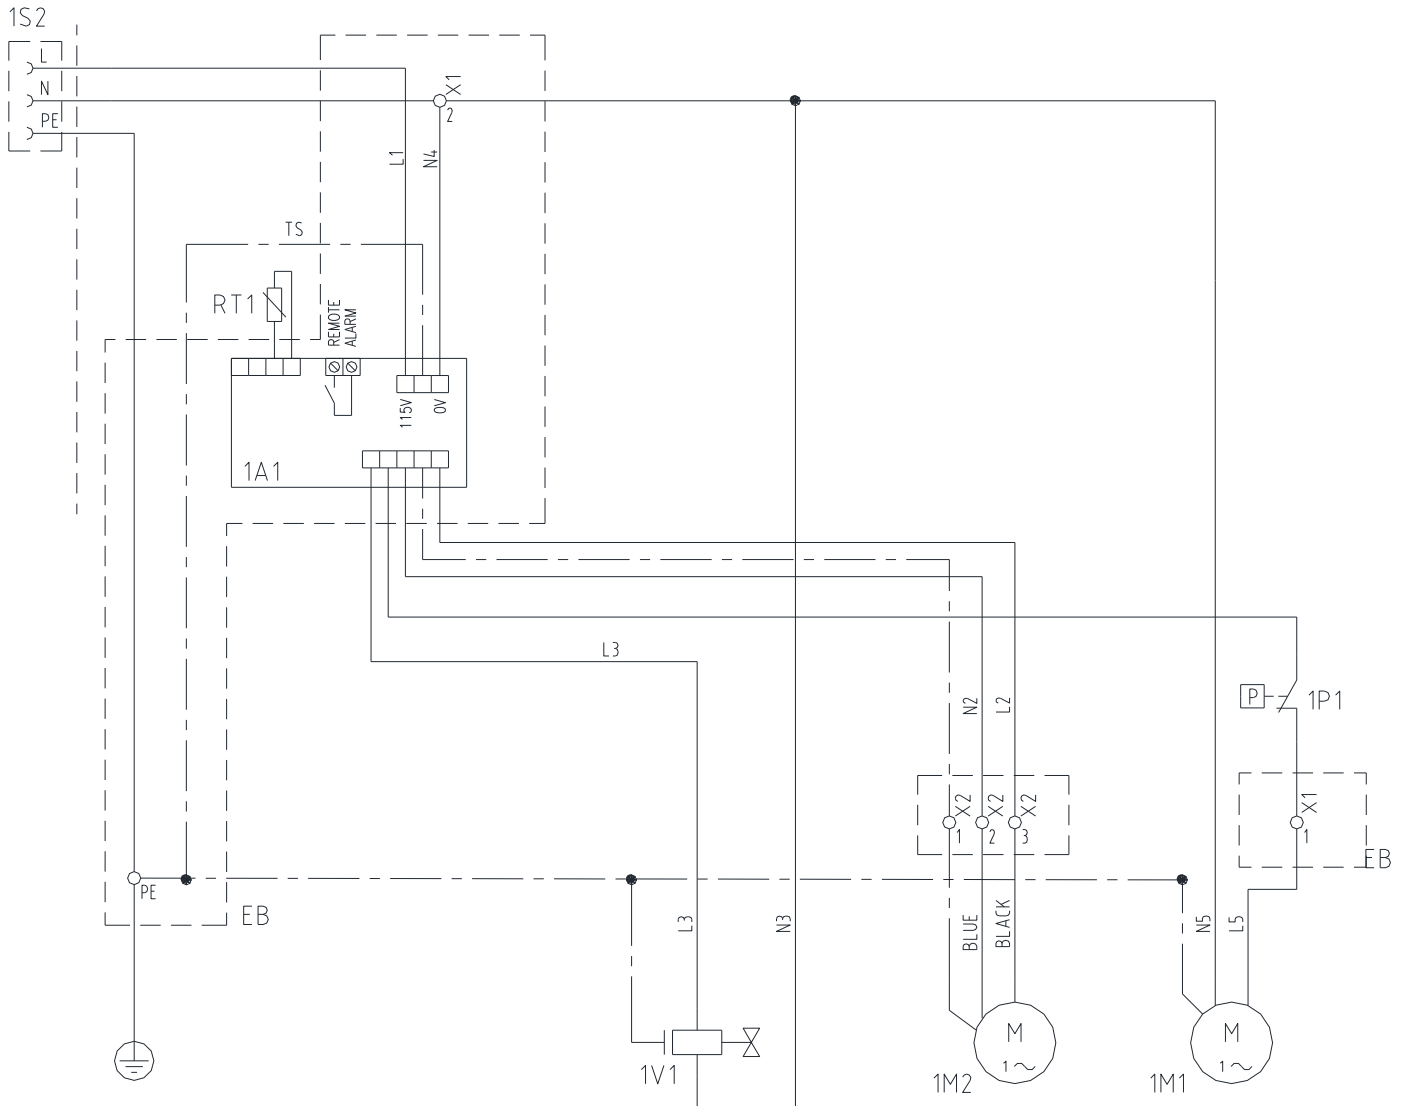 1S2
L
N
PE
X1
2
L1
N4
TS
RT1
REMOTE
ALARM
115V
0V
1A1
L3
N2
L2
P
1P1
X2
X2
X2
1
2
3
X1
1
EB
PE
EB
L3
N3
BLUE
BLACK
N5
L5
M
1~
M
1~
1V1
1M2
1M1